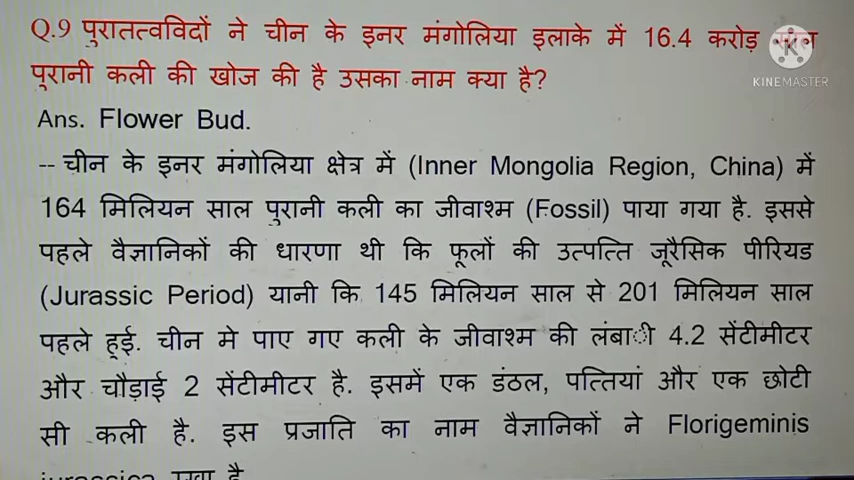 Q.9 पुरातत्वविदों ने चीन के इनर मंगोलिया इलाके में 16.4 करोड़ साल
पुरानी कली की खोज की है उसका नाम क्या है?
KINEMASTER
Ans. Flower Bud.
-- चीन के इनर मंगोलिया क्षेत्र में (Inner Mongolia Region, China) में
164 मिलियन साल पुरानी कली का जीवाश्म (Fossil) पाया गया है. इससे
पहले वैज्ञानिकों की धारणा थी कि फूलों की उत्पत्ति जूरैसिक पीरियड
(Jurassic Period) यानी कि 145 मिलियन साल से 201 मिलियन साल
पहले हूई. चीन मे पाए गए कली के जीवाश्म की लंबाी 4.2 सेंटीमीटर
और चौड़ाई 2 सेंटीमीटर है. इसमें एक डंठल, पत्तियां और एक छोटी
सी कली है. इस प्रजाति का नाम वैज्ञानिकों ने Florigeminis
jurassica रखा है